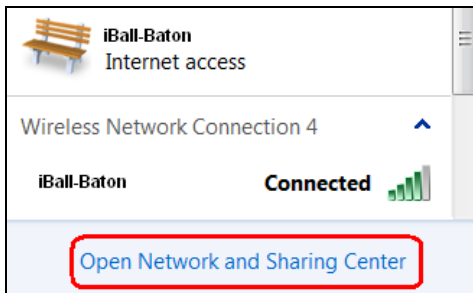 iBall-Baton
Internet access
Wireless Network Connection 4
iBall-Baton Connected
Open Network and Sharing Center